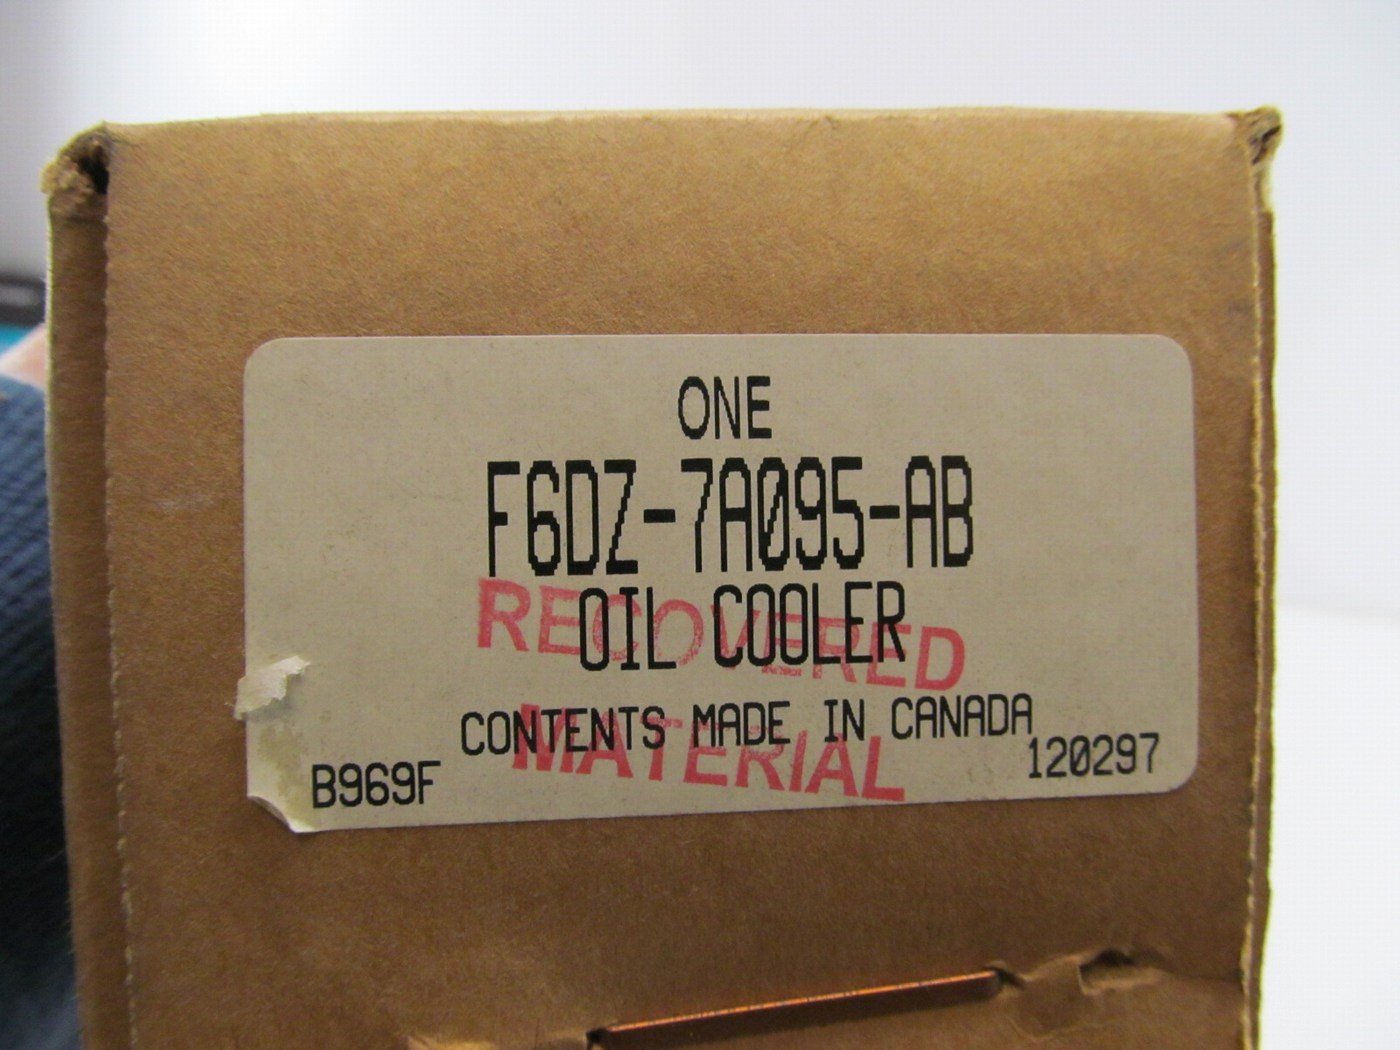 ONE
F6DZ-7A095-AB
OIL COOLER
RECOVERED
CONTENTS MADE IN CANADA
MATERIAL
B969F
120297